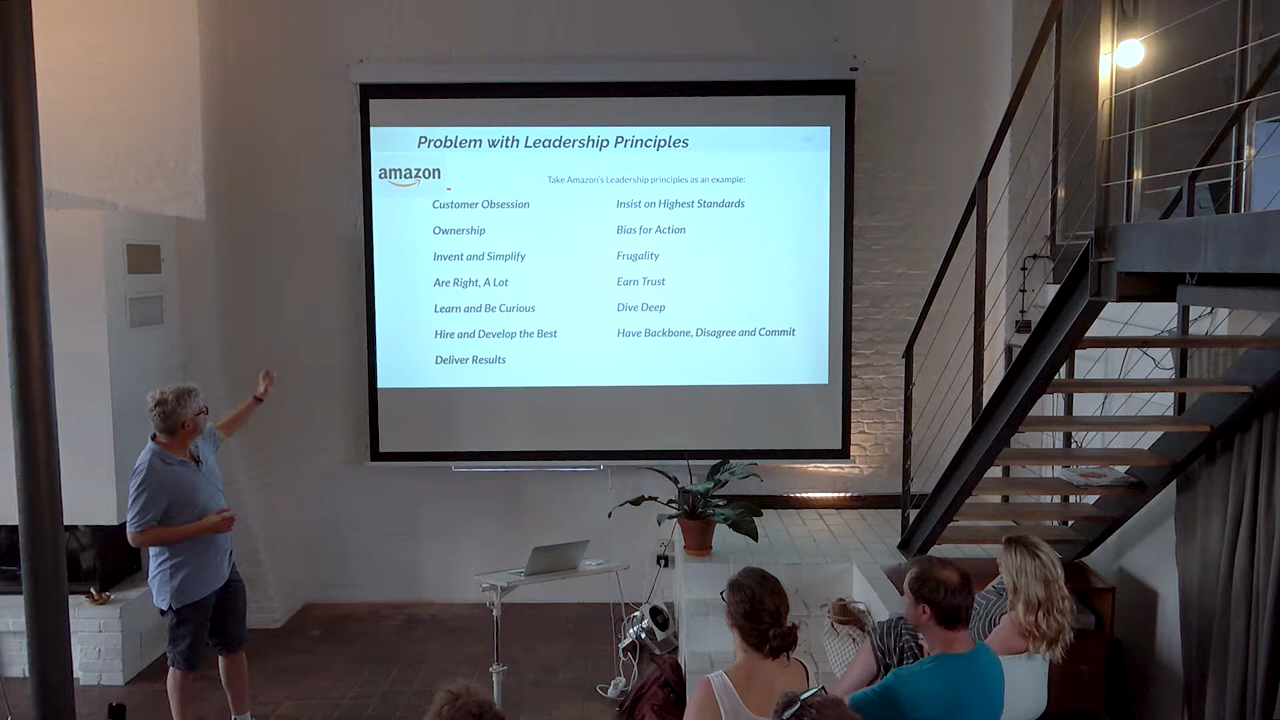 Problem with Leadership Principles
amazon
Take Amazon's Leadership principles as an example:
Customer Obsession
Ownership
Invent and Simplify
Are Right, A Lot
Learn and Be Curious
Hire and Develop the Best
Deliver Results
Insist on Highest Standards
Bias for Action
Frugality
Earn Trust
Dive Deep
Have Backbone, Disagree and Commit